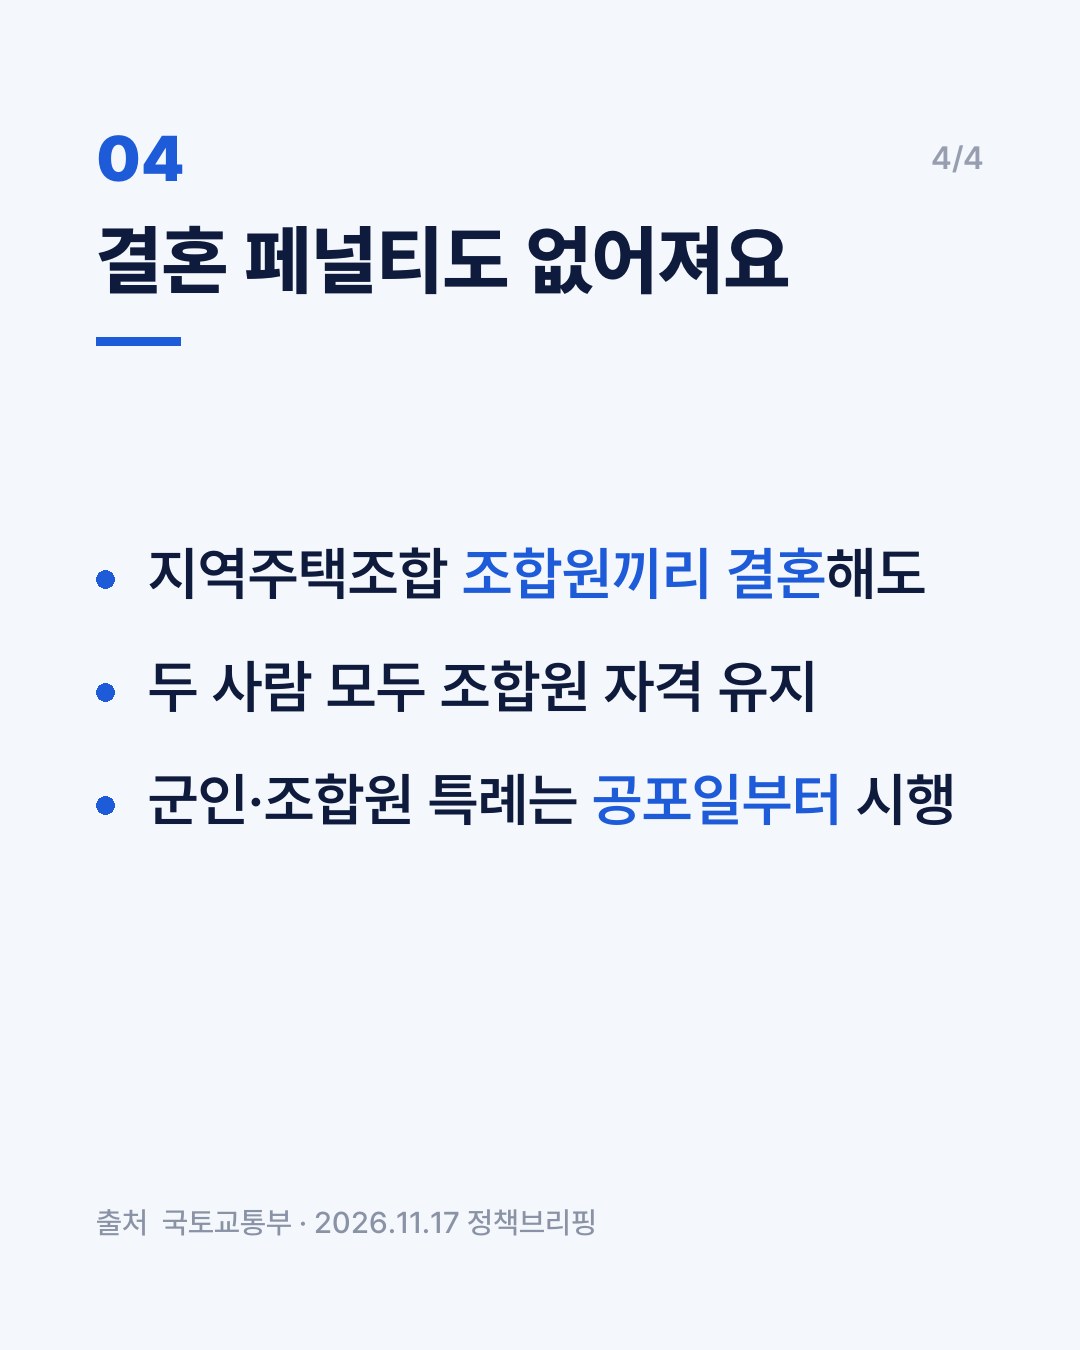 04
4/4
결혼 페널티도 없어져요
지역주택조합 조합원끼리 결혼해도
두 사람 모두 조합원 자격 유지
군인·조합원 특례는 공포일부터 시행
출처 국토교통부 · 2026.11.17 정책브리핑